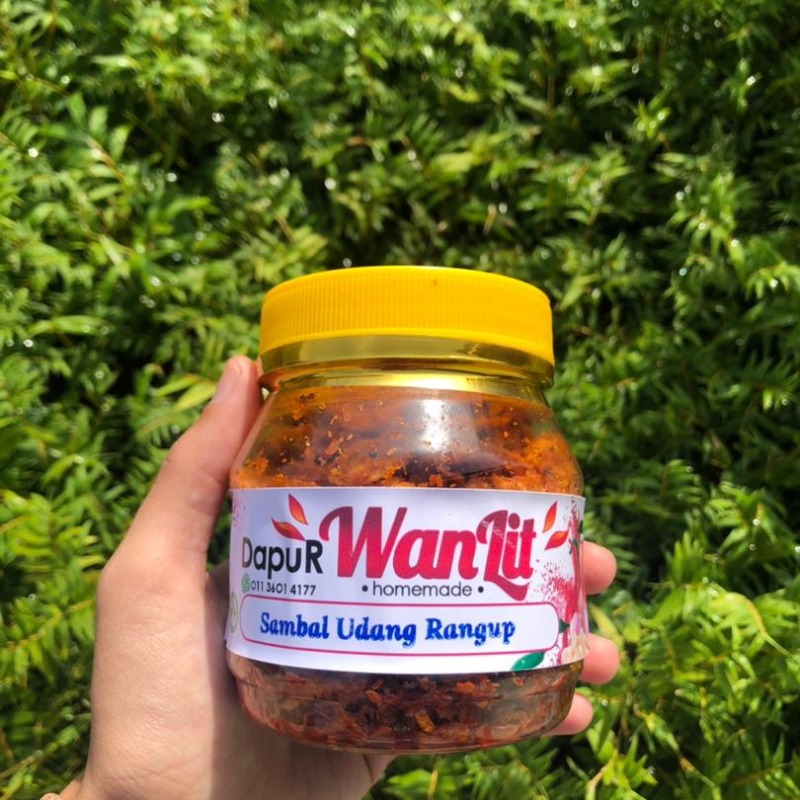 DapuR WanLit
011 3601 4177 • homemade •
Sambal Udang Rangup